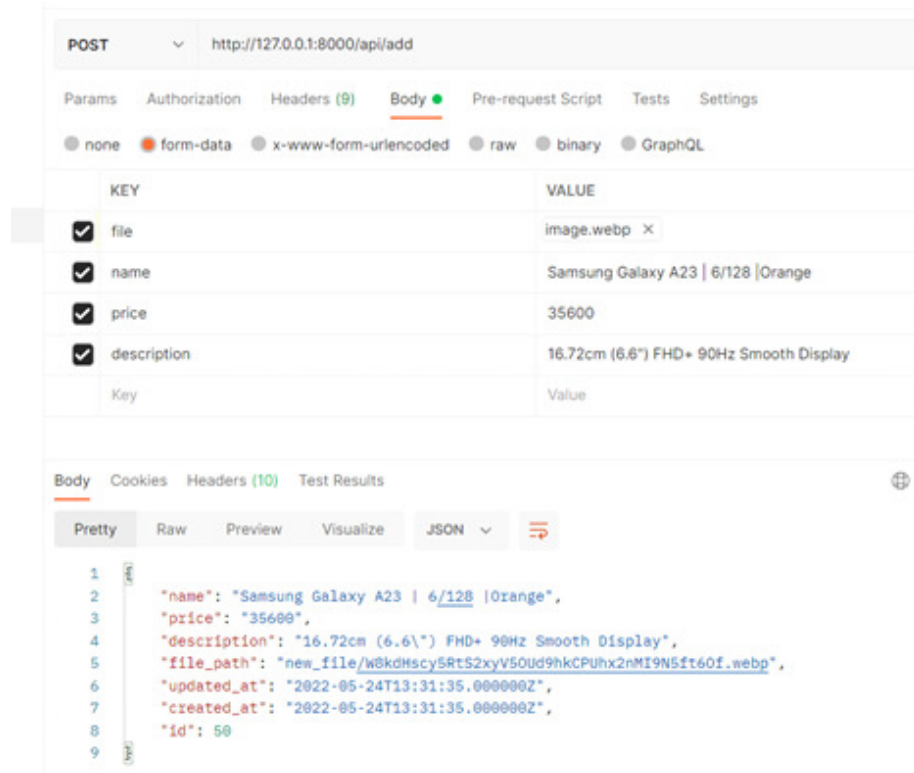 POST http://127.0.0.1:8000/api/add
Params Authorization Headers (9) Body Pre-request Script Tests Settings
none form-data x-www-form-urlencoded raw binary GraphQL
KEY VALUE
file image.webp ×
name Samsung Galaxy A23 | 6/128 |Orange
price 35600
description 16.72cm (6.6") FHD+ 90Hz Smooth Display
Key Value
Body Cookies Headers (10) Test Results
Pretty Raw Preview Visualize JSON
1 {
2 "name": "Samsung Galaxy A23 | 6/128 |Orange",
3 "price": "35600",
4 "description": "16.72cm (6.6\") FHD+ 90Hz Smooth Display",
5 "file_path": "new_file/W8kdHscy5RtS2xyV5OUd9hkCPUhx2nMI9N5ft6Of.webp",
6 "updated_at": "2022-05-24T13:31:35.000000Z",
7 "created_at": "2022-05-24T13:31:35.000000Z",
8 "id": 50
9 }